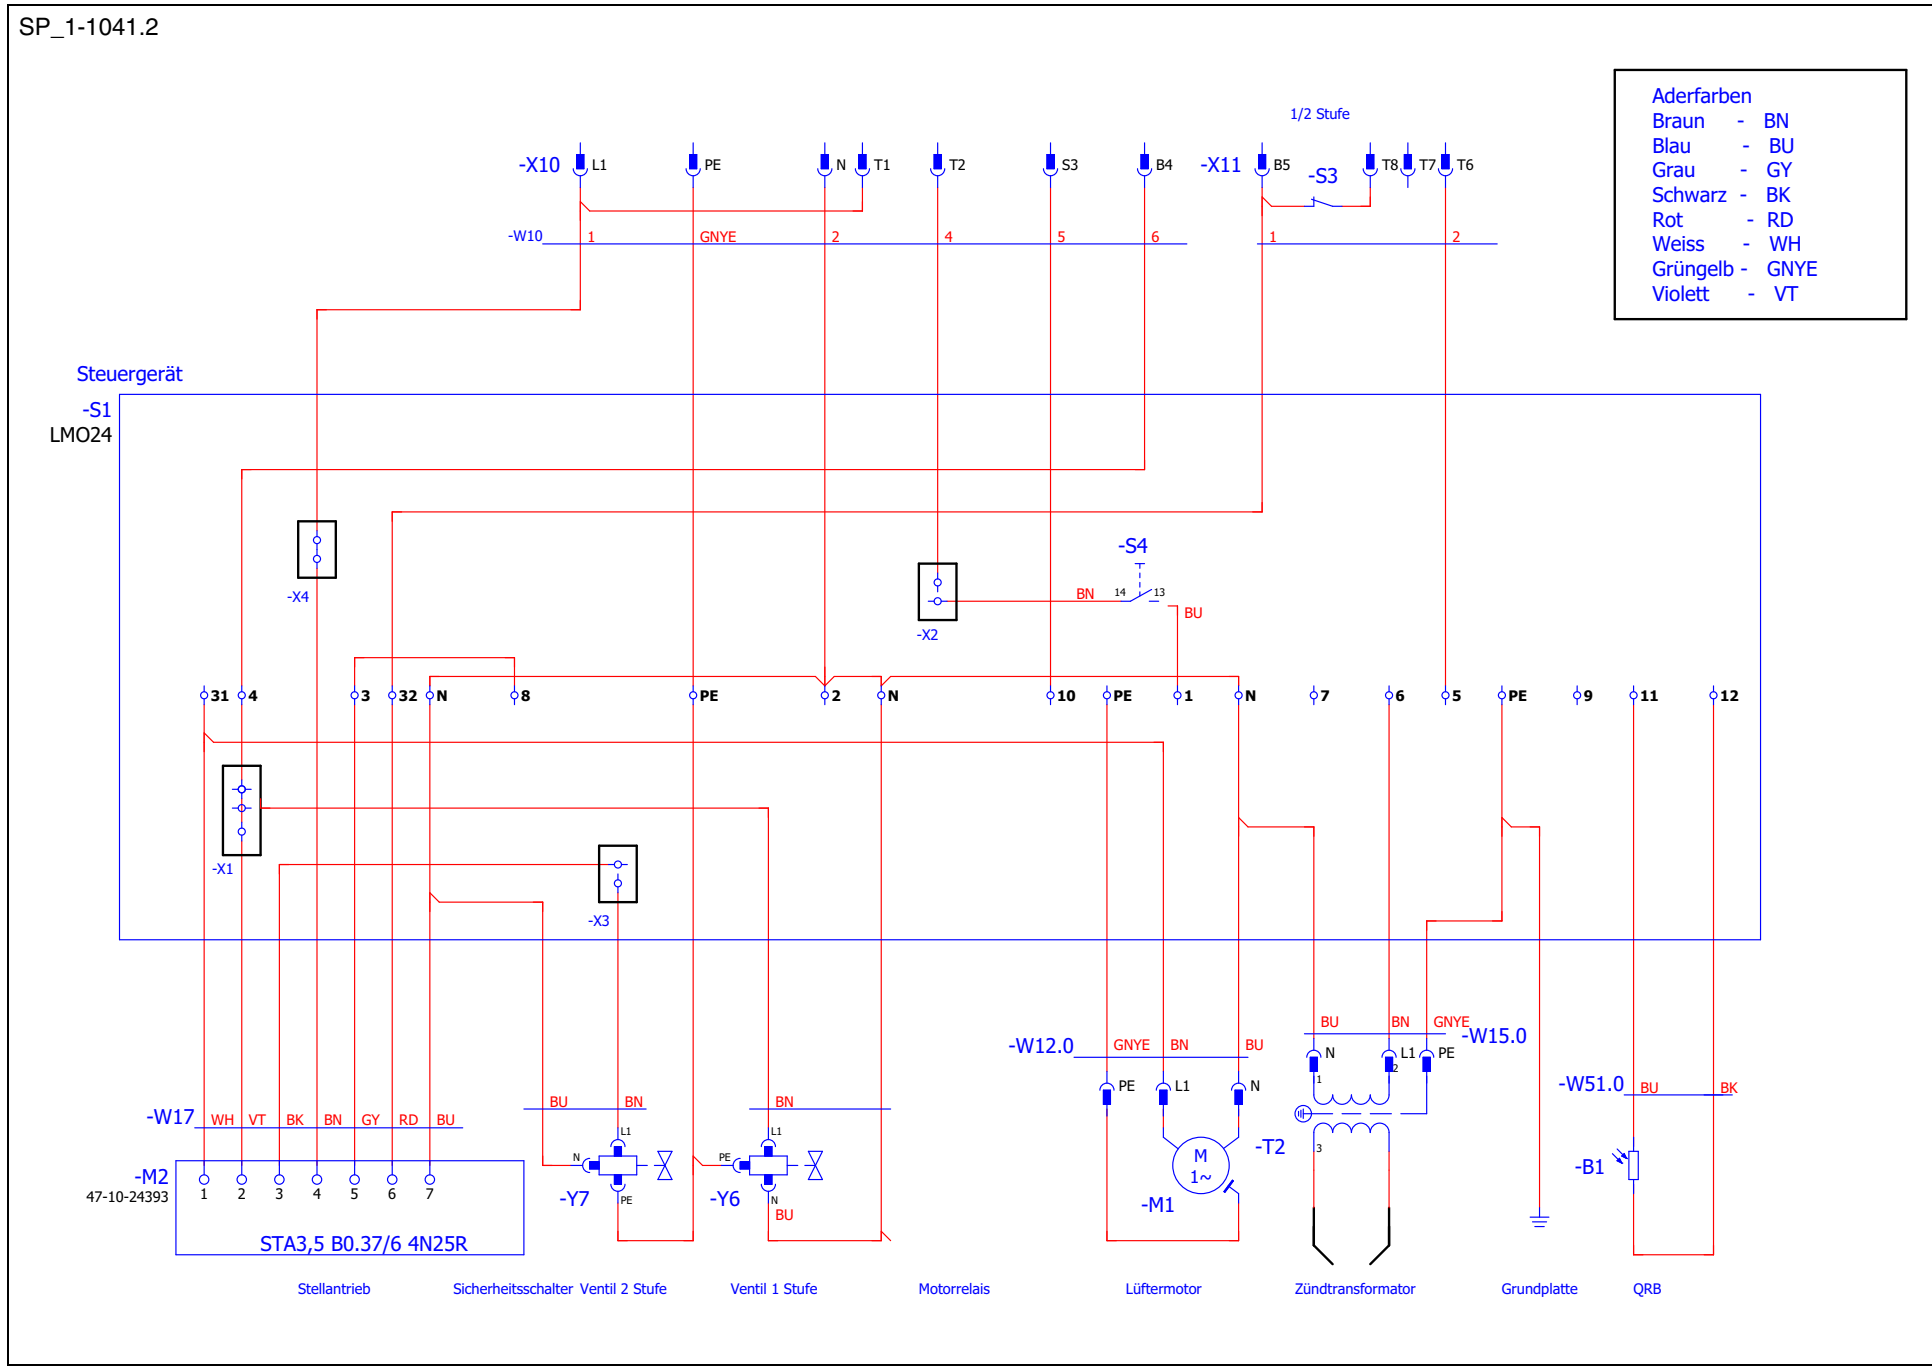 SP_1-1041.2
Aderfarben
Braun - BN
Blau - BU
Grau - GY
Schwarz - BK
Rot - RD
Weiss - WH
Grüngelb - GNYE
Violett - VT
1/2 Stufe
-X10 L1 PE N T1 T2 S3 B4 -X11 B5 -S3 T8 T7 T6
-W10 1 GNYE 2 4 5 6 1 2
Steuergerät
-S1
LMO24
-S4
-X4
BN 14 13
BU
-X2
31 4 3 32 N 8 PE 2 N 10 PE 1 N 7 6 5 PE 9 11 12
-X1
-X3
BU BN GNYE
-W15.0
-W12.0 GNYE BN BU
N L1 PE
1 2
PE L1 N
-W51.0 BU BK
-W17 WH VT BK BN GY RD BU
BU BN
BN
L1 L1
N PE
-T2
3
M
1~
-B1
-M2
47-10-24393
1 2 3 4 5 6 7
-Y7 PE
-Y6 N
BU
-M1
STA3,5 B0.37/6 4N25R
Stellantrieb Sicherheitsschalter Ventil 2 Stufe Ventil 1 Stufe Motorrelais Lüftermotor Zündtransformator Grundplatte QRB